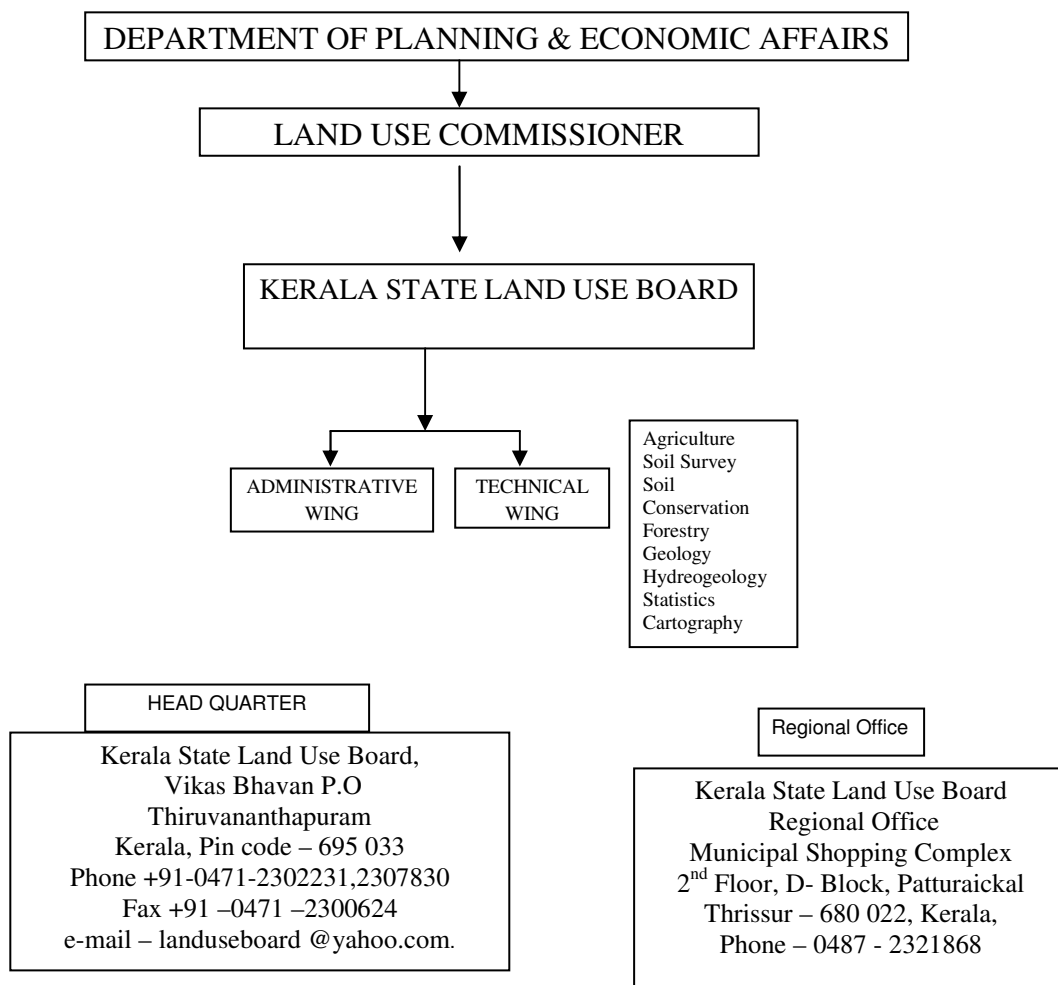 DEPARTMENT OF PLANNING & ECONOMIC AFFAIRS
LAND USE COMMISSIONER
KERALA STATE LAND USE BOARD
ADMINISTRATIVE
WING
TECHNICAL
WING
Agriculture
Soil Survey
Soil
Conservation
Forestry
Geology
Hydreogeology
Statistics
Cartography
HEAD QUARTER
Kerala State Land Use Board,
Vikas Bhavan P.O
Thiruvananthapuram
Kerala, Pin code – 695 033
Phone +91-0471-2302231,2307830
Fax +91 –0471 –2300624
e-mail – landuseboard @yahoo.com.
Regional Office
Kerala State Land Use Board
Regional Office
Municipal Shopping Complex
2nd Floor, D- Block, Patturaickal
Thrissur – 680 022, Kerala,
Phone – 0487 - 2321868